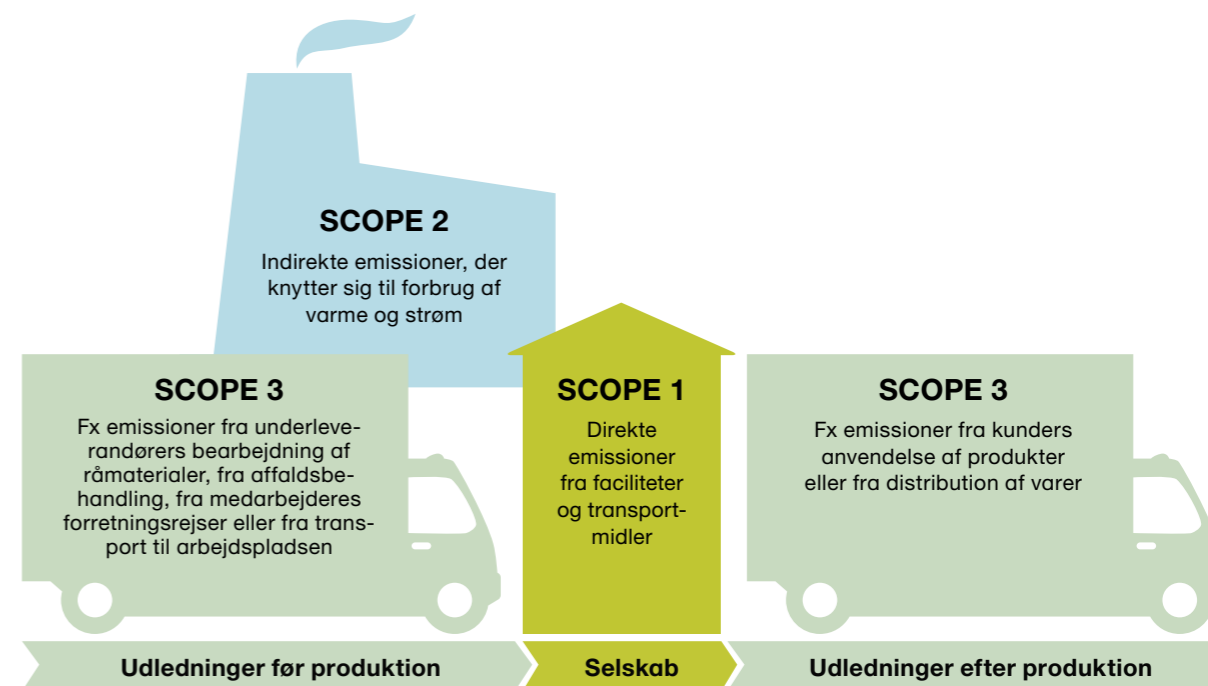 SCOPE 2
Indirekte emissioner, der
knytter sig til forbrug af
varme og strøm
SCOPE 3
Fx emissioner fra underleve-
randørers bearbejdning af
råmaterialer, fra affaldsbe-
handling, fra medarbejderes
forretningsrejser eller fra trans-
port til arbejdspladsen
SCOPE 1
Direkte
emissioner
fra faciliteter
og transport-
midler
SCOPE 3
Fx emissioner fra kunders
anvendelse af produkter
eller fra distribution af varer
Udledninger før produktion
Selskab
Udledninger efter produktion